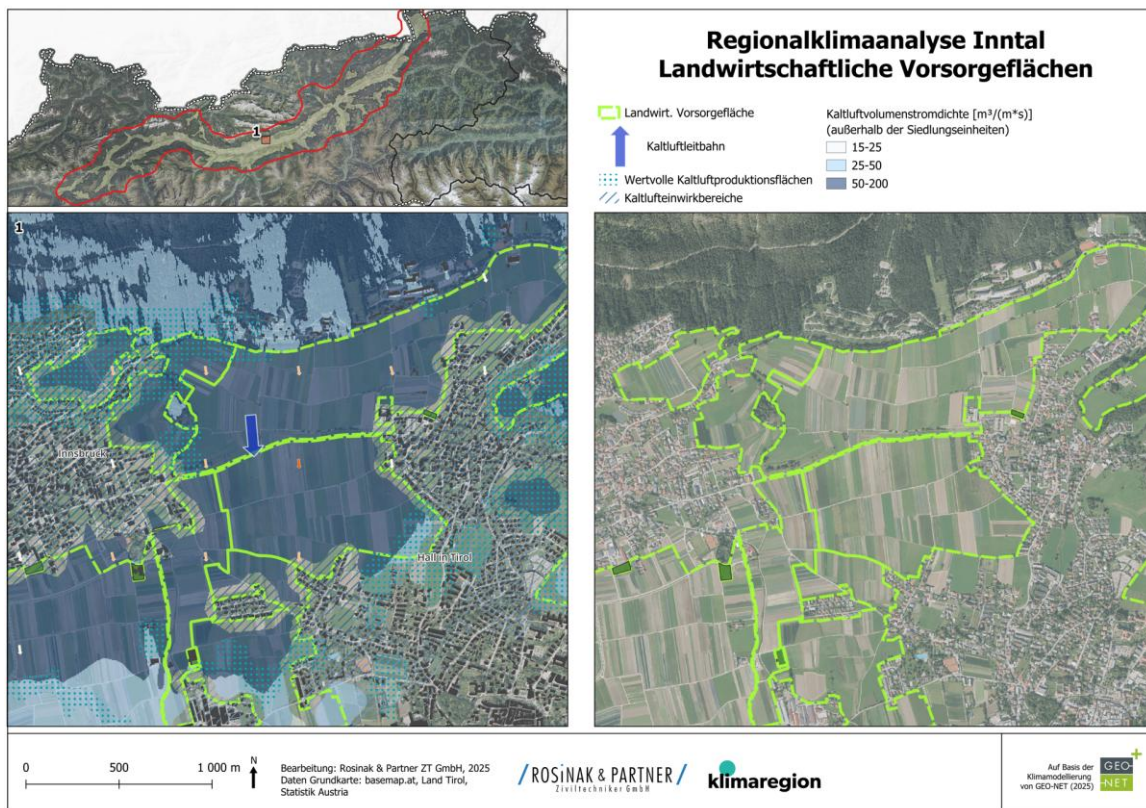 1
Regionalklimaanalyse Inntal
Landwirtschaftliche Vorsorgeflächen
Landwirt. Vorsorgefläche
Kaltluftleitbahn
Wertvolle Kaltluftproduktionsflächen
Kaltlufteinwirkbereiche
Kaltluftvolumenstromdichte [m³/(m*s)]
(außerhalb der Siedlungseinheiten)
15-25
25-50
50-200
1
Innsbruck
Hall in Tirol
0 500 1 000 m
N
Bearbeitung: Rosinak & Partner ZT GmbH, 2025
Daten Grundkarte: basemap.at, Land Tirol,
Statistik Austria
ROSINAK & PARTNER
Ziviltechniker GmbH
klimaregion
Auf Basis der
Klimamodellierung
von GEO-NET (2025)
GEO
NET